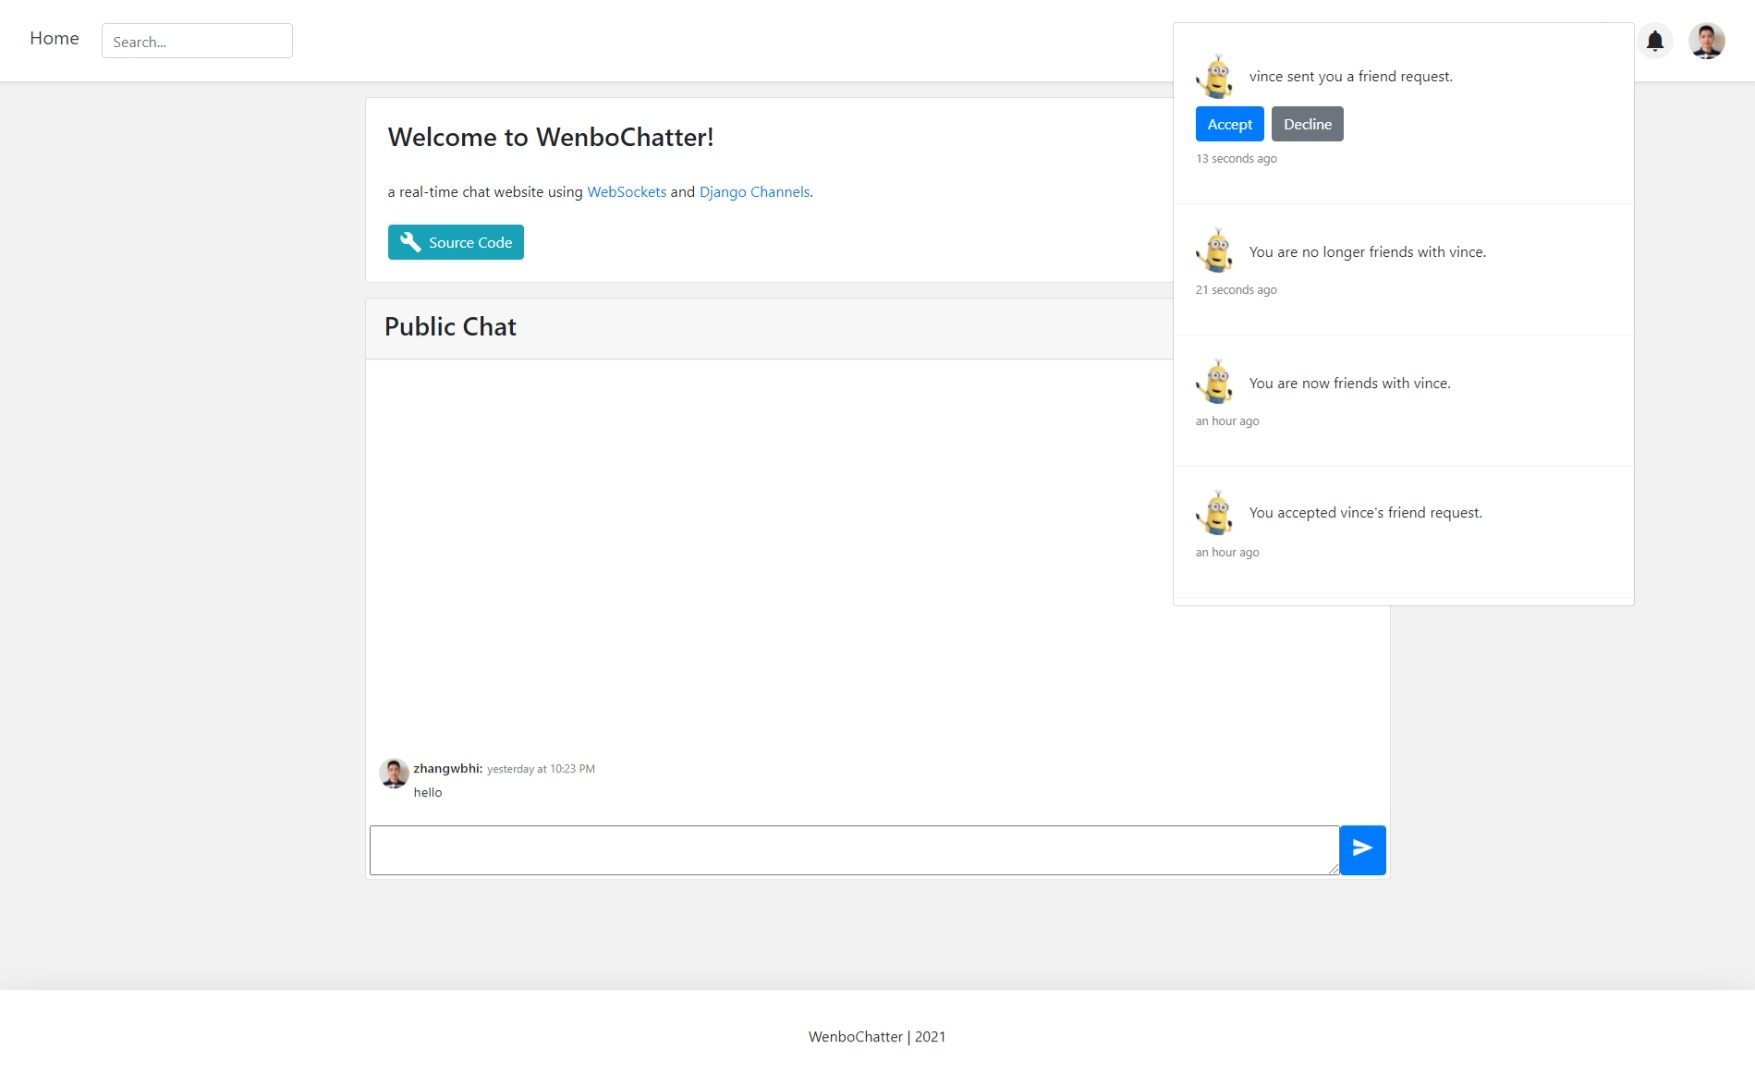 Home
Search...
vince sent you a friend request.
Accept
Decline
13 seconds ago
You are no longer friends with vince.
21 seconds ago
You are now friends with vince.
an hour ago
You accepted vince's friend request.
an hour ago
Welcome to WenboChatter!
a real-time chat website using WebSockets and Django Channels.
Source Code
Public Chat
zhangwbhi: yesterday at 10:23 PM
hello
WenboChatter | 2021